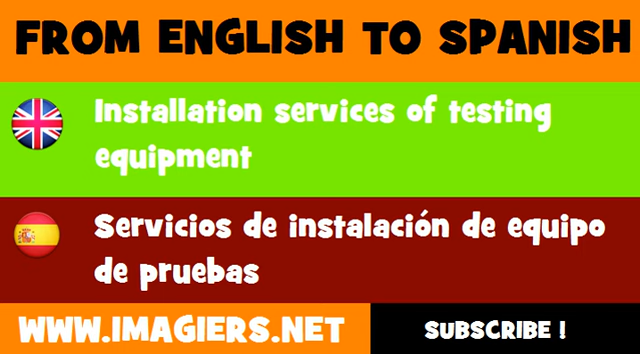 FROM ENGLISH TO SPANISH
Installation services of testing
equipment
Servicios de instalación de equipo
de pruebas
WWW.IMAGIERS.NET
SUBSCRIBE !